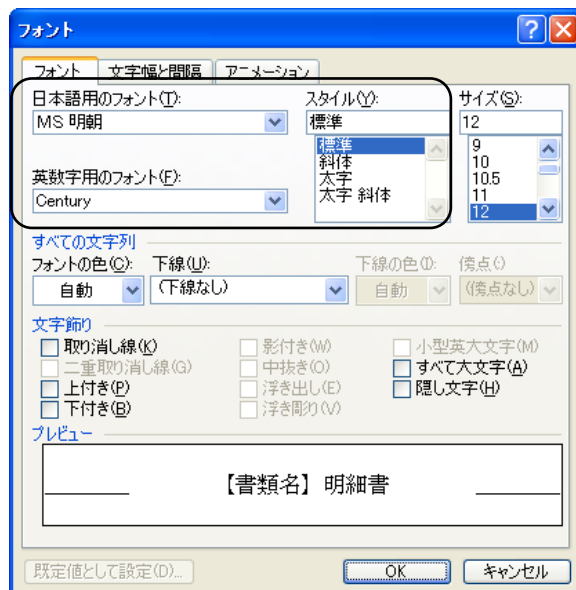 フォント
フォント 文字幅と間隔 アニメーション
日本語用のフォント(T): スタイル(Y): サイズ(S):
MS 明朝 標準 12
標準 9
斜体 10
太字 10.5
太字 斜体 11
12
英数字用のフォント(F):
Century
すべての文字列
フォントの色(C): 下線(U): 下線の色(I): 傍点(・)
自動 (下線なし) 自動 (傍点なし)
文字飾り
取り消し線(K) 影付き(W) 小型英大文字(M)
二重取り消し線(G) 中抜き(O) すべて大文字(A)
上付き(P) 浮き出し(E) 隠し文字(H)
下付き(B) 浮き彫り(V)
プレビュー
【書類名】明細書
既定値として設定(D)... OK キャンセル